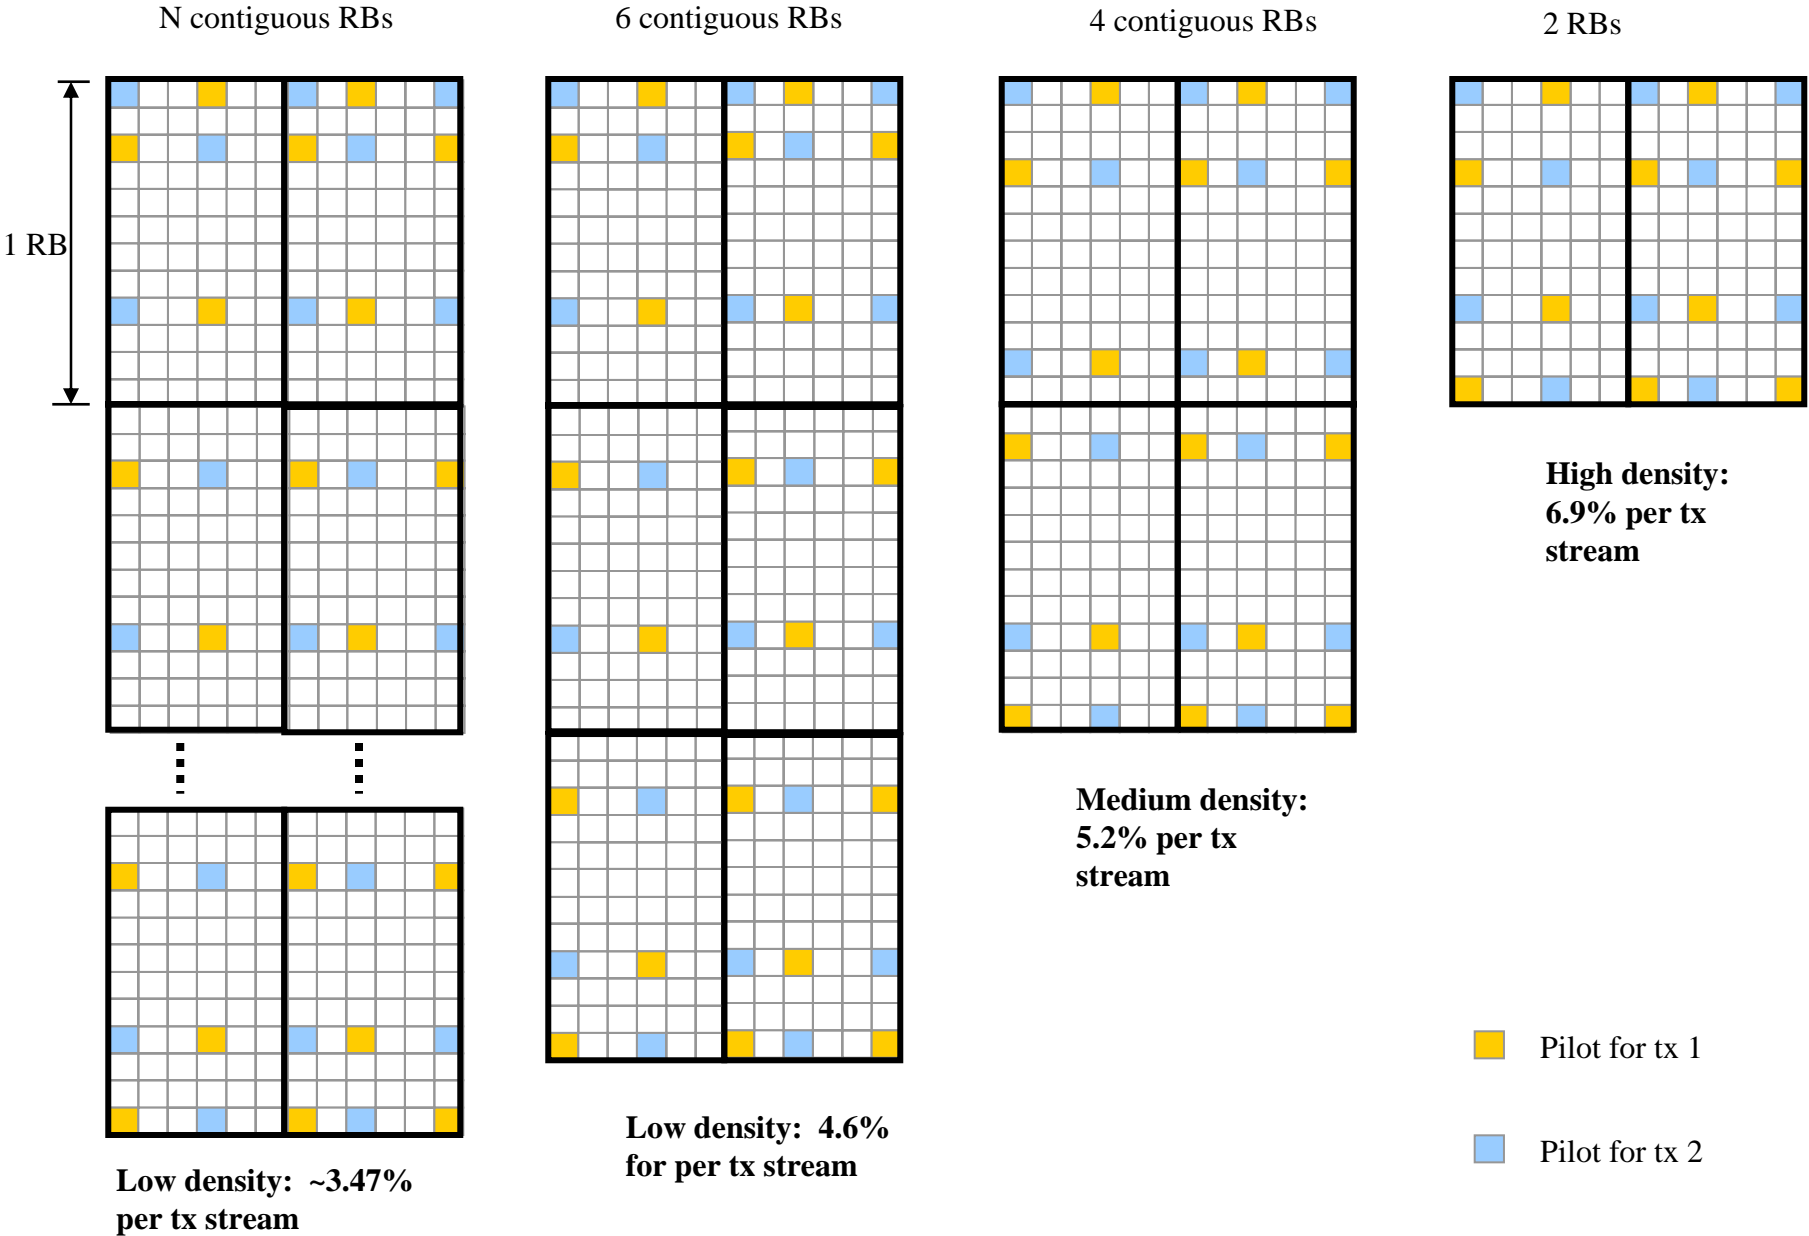 N contiguous RBs
6 contiguous RBs
4 contiguous RBs
2 RBs
1 RB
High density:
6.9% per tx
stream
Medium density:
5.2% per tx
stream
Low density: 4.6%
for per tx stream
Low density: ~3.47%
per tx stream
Pilot for tx 1
Pilot for tx 2